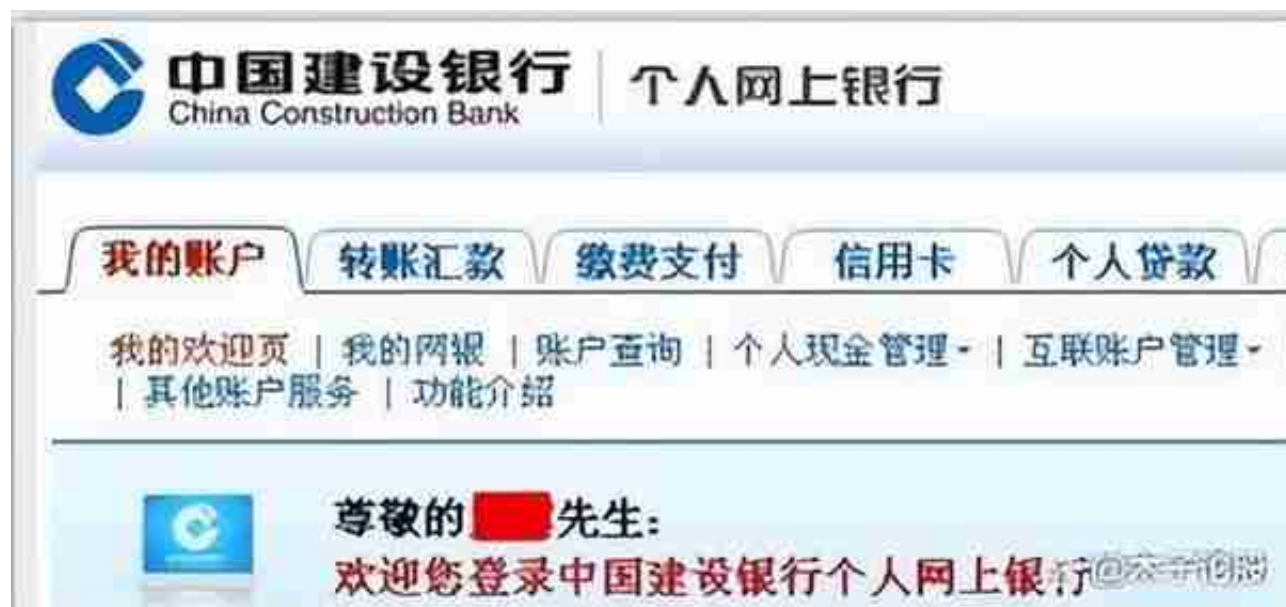 中国建设银行 个人网上银行
China Construction Bank
我的账户 转账汇款 缴费支付 信用卡 个人贷款
我的欢迎页 | 我的网银 | 账户查询 | 个人现金管理 | 互联账户管理
| 其他账户服务 | 功能介绍
尊敬的 先生:
欢迎您登录中国建设银行个人网上银行